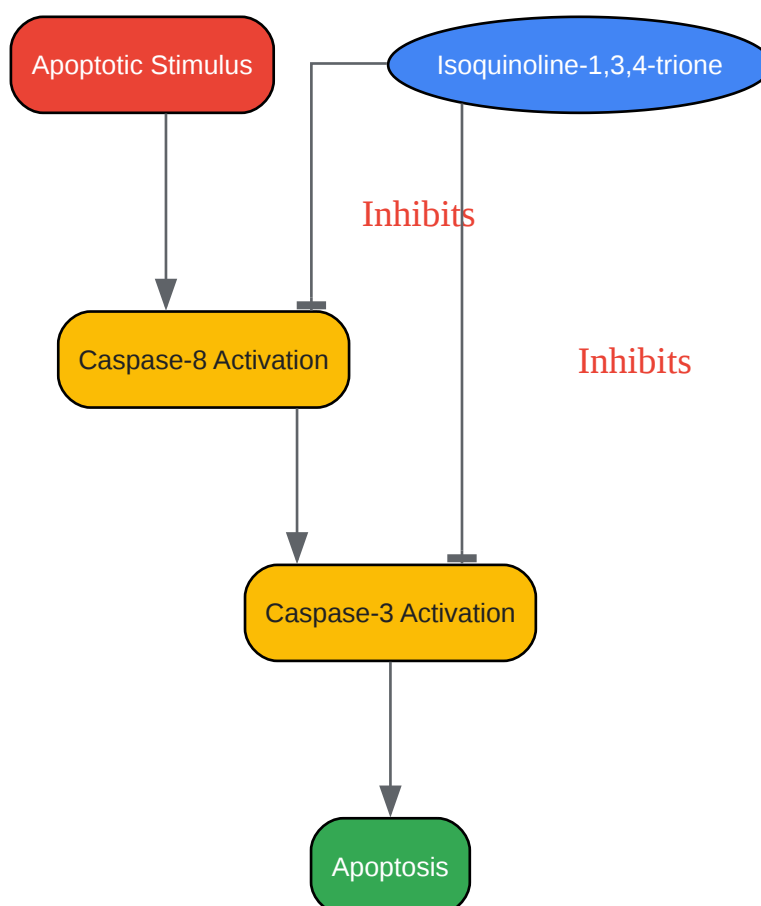 Apoptotic Stimulus
Isoquinoline-1,3,4-trione
Inhibits
Caspase-8 Activation
Inhibits
Caspase-3 Activation
Apoptosis